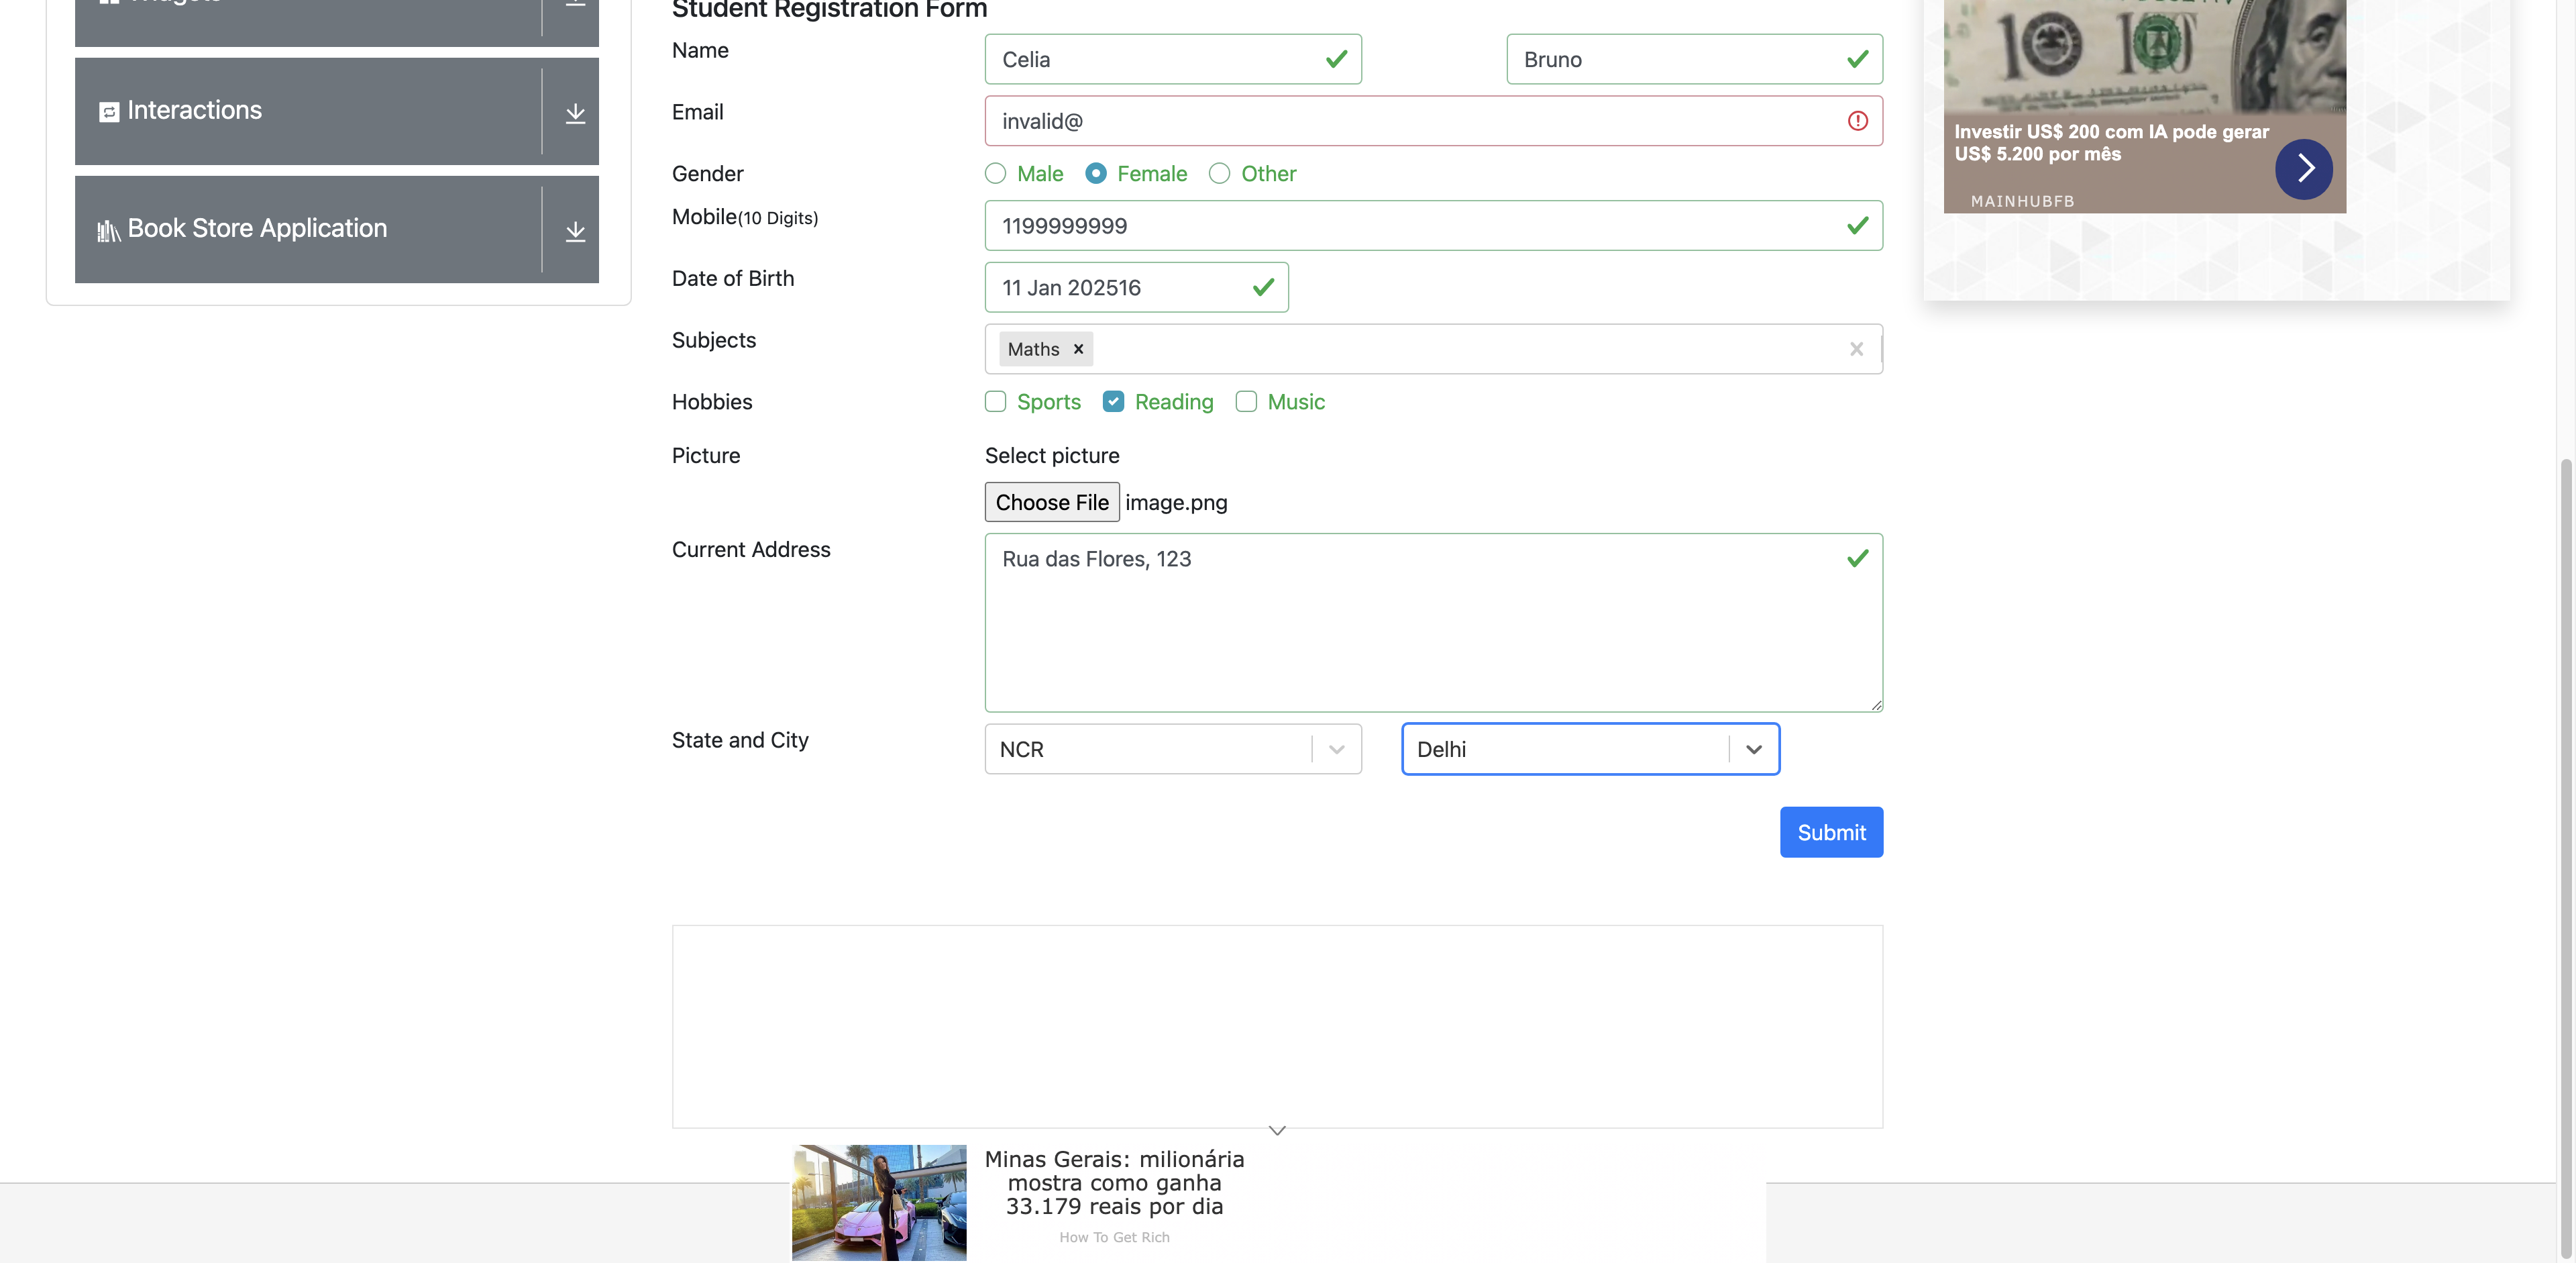 Student Registration Form
Name
Celia
Bruno
Email
invalid@
Gender
Male
Female
Other
Mobile(10 Digits)
1199999999
Date of Birth
11 Jan 202516
Subjects
Maths
Hobbies
Sports
Reading
Music
Picture
Select picture
Choose File image.png
Current Address
Rua das Flores, 123
State and City
NCR
Delhi
Submit
Interactions
Book Store Application
Investir US$ 200 com IA pode gerar
US$ 5.200 por mês
MAINHUBFB
Minas Gerais: milionária
mostra como ganha
33.179 reais por dia
How To Get Rich